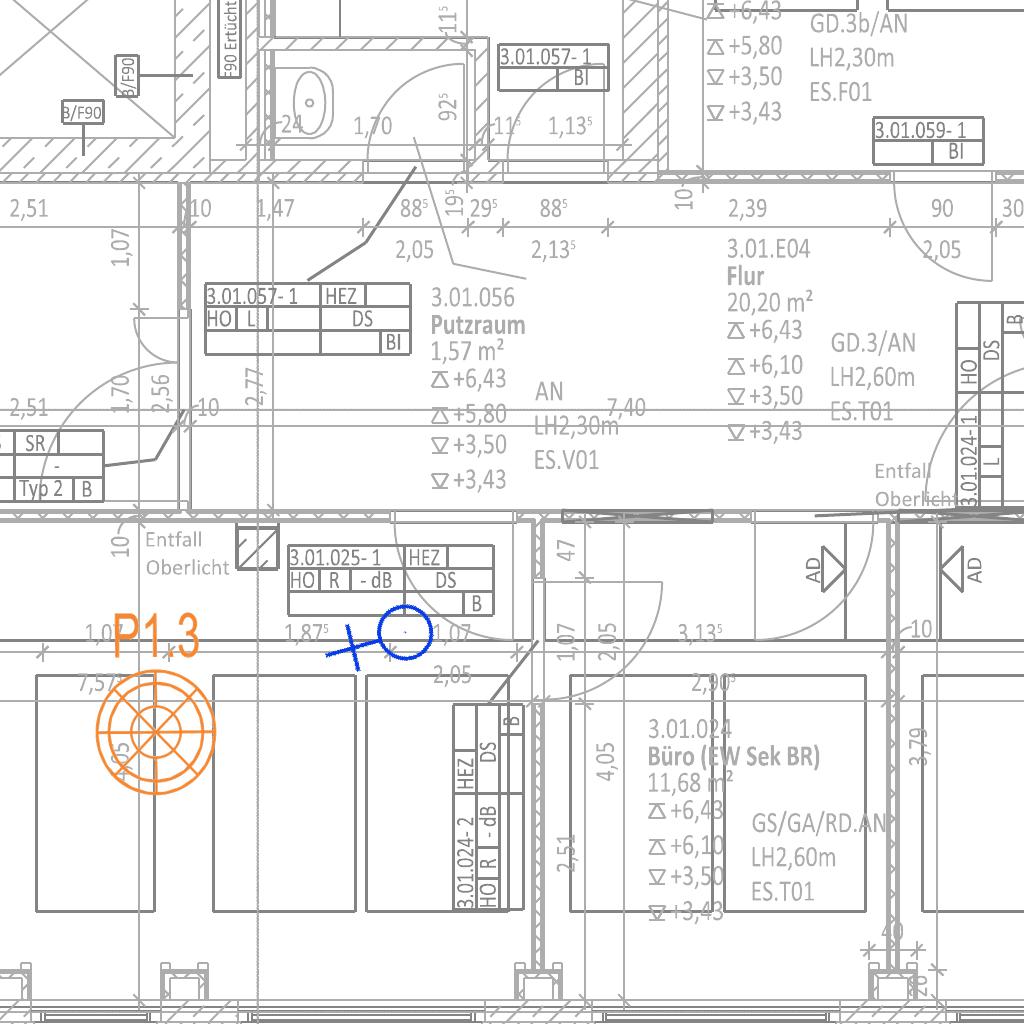 +6,43
+5,80
+3,50
+3,43
GD.3b/AN
LH2,30m
ES.F01
11⁵
F90 Ertücht
B/F90
B/F90
3.01.057- 1
BI
3.01.059- 1
BI
24
1,70
92⁵
11⁵
1,13⁵
2,51
10
1,47
88⁵
19⁵
29⁵
88⁵
10
2,39
90
30
1,07
2,05
2,13⁵
2,05
3.01.E04
Flur
20,20 m²
+6,43
+6,10
+3,50
+3,43
GD.3/AN
LH2,60m
ES.T01
3.01.057- 1 HEZ
HO L DS
BI
3.01.056
Putzraum
1,57 m²
+6,43
+5,80
+3,50
+3,43
AN
LH2,30m
ES.V01
7,40
B
DS
HO
3.01.024- 1
L
1,70
2,56
2,77
2,51
10
SR
-
Typ 2 B
Entfall
Oberlicht
10
Entfall
Oberlicht
3.01.025- 1 HEZ
HO R - dB DS
B
47
AD
AD
P1.3
1,07
1,87⁵
1,07
1,07
2,05
3,13⁵
10
7,57⁵
2,05
2,90⁵
3.01.024
Büro (EW Sek BR)
11,68 m²
+6,43
+6,10
+3,50
+3,43
GS/GA/RD.AN
LH2,60m
ES.T01
4,05
4,05
3,79
B
HEZ
DS
3.01.024- 2
- dB
HO R
2,51
40
26